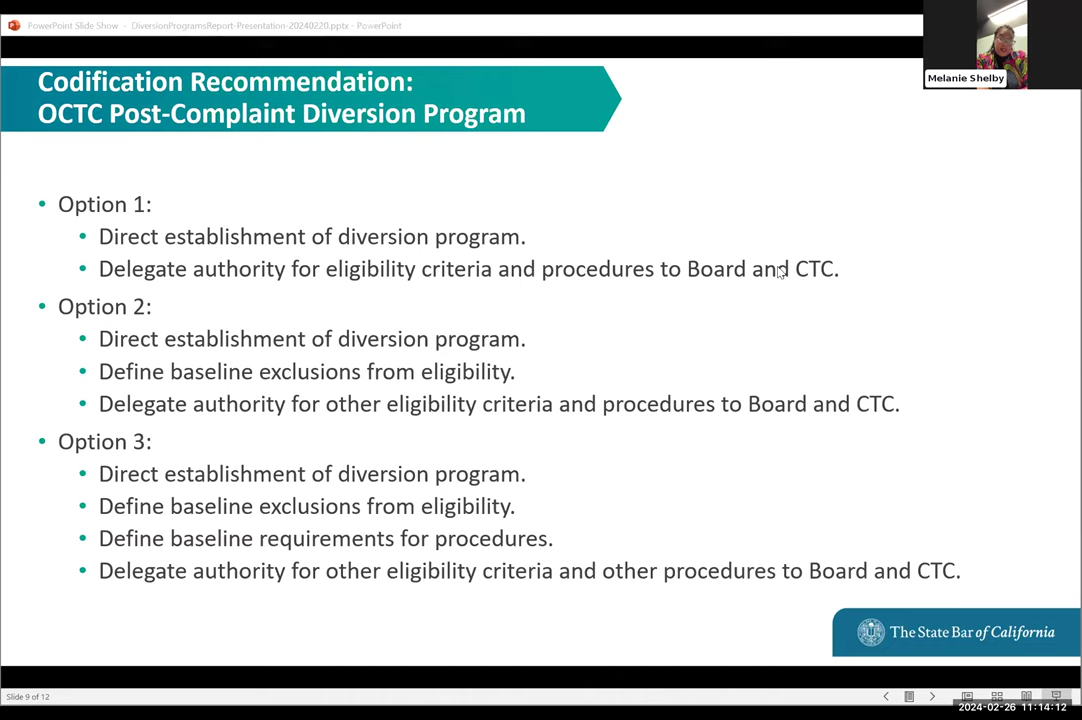 PowerPoint Slide Show - DiversionProgramsReport-Presentation-20240220.pptx - PowerPoint
Melanie Shelby
Codification Recommendation:
OCTC Post-Complaint Diversion Program
• Option 1:
• Direct establishment of diversion program.
• Delegate authority for eligibility criteria and procedures to Board and CTC.
• Option 2:
• Direct establishment of diversion program.
• Define baseline exclusions from eligibility.
• Delegate authority for other eligibility criteria and procedures to Board and CTC.
• Option 3:
• Direct establishment of diversion program.
• Define baseline exclusions from eligibility.
• Define baseline requirements for procedures.
• Delegate authority for other eligibility criteria and other procedures to Board and CTC.
The State Bar of California
Slide 9 of 12
2024-02-26 11:14:12